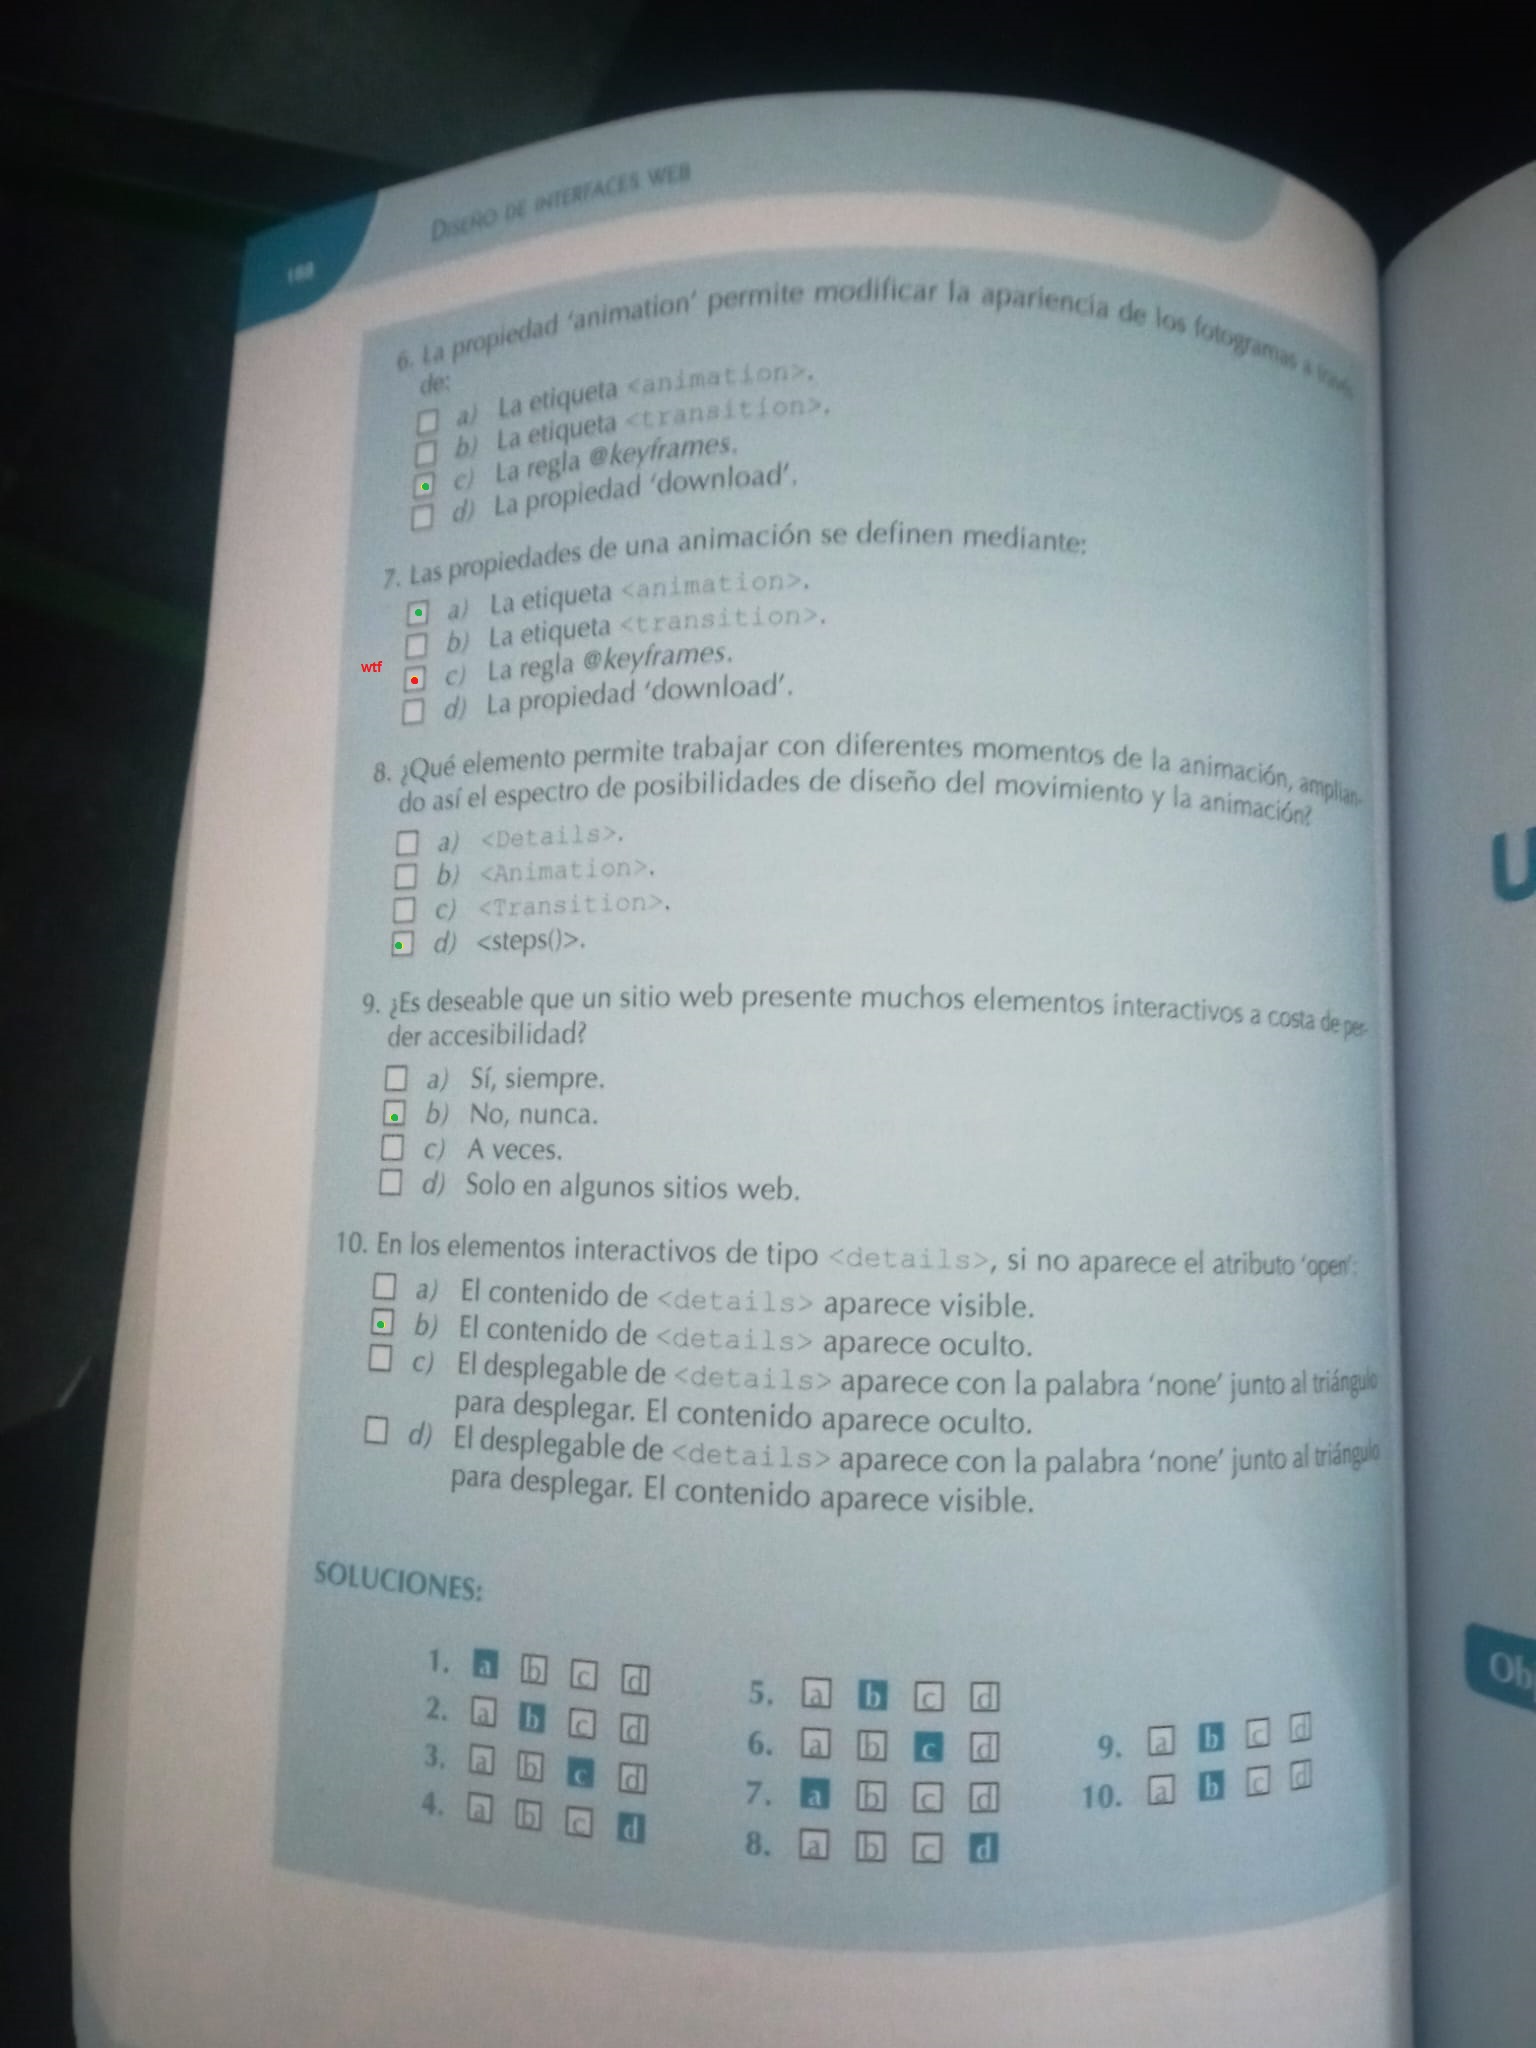 188
DISEÑO DE INTERFACES WEB
6. La propiedad ‘animation’ permite modificar la apariencia de los fotogramas a través
de:
a) La etiqueta <animation>.
b) La etiqueta <transition>.
c) La regla @keyframes.
d) La propiedad ‘download’.
7. Las propiedades de una animación se definen mediante:
a) La etiqueta <animation>.
b) La etiqueta <transition>.
wtf
c) La regla @keyframes.
d) La propiedad ‘download’.
8. ¿Qué elemento permite trabajar con diferentes momentos de la animación, amplian-
do así el espectro de posibilidades de diseño del movimiento y la animación?
a) <Details>.
b) <Animation>.
c) <Transition>.
d) <steps()>.
9. ¿Es deseable que un sitio web presente muchos elementos interactivos a costa de per-
der accesibilidad?
a) Sí, siempre.
b) No, nunca.
c) A veces.
d) Solo en algunos sitios web.
10. En los elementos interactivos de tipo <details>, si no aparece el atributo ‘open’:
a) El contenido de <details> aparece visible.
b) El contenido de <details> aparece oculto.
c) El desplegable de <details> aparece con la palabra ‘none’ junto al triángulo
para desplegar. El contenido aparece oculto.
d) El desplegable de <details> aparece con la palabra ‘none’ junto al triángulo
para desplegar. El contenido aparece visible.
SOLUCIONES:
1. a b c d
2. a b c d
3. a b c d
4. a b c d
5. a b c d
6. a b c d
7. a b c d
8. a b c d
9. a b c d
10. a b c d